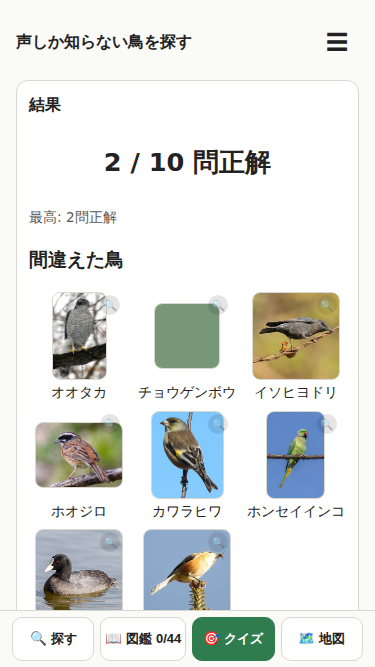 声しか知らない鳥を探す
☰
結果
2 / 10 問正解
最高: 2問正解
間違えた鳥
オオタカ
チョウゲンボウ
イソヒヨドリ
ホオジロ
カワラヒワ
ホンセイインコ
🔍 探す
📖 図鑑 0/44
🎯 クイズ
🗺️ 地図